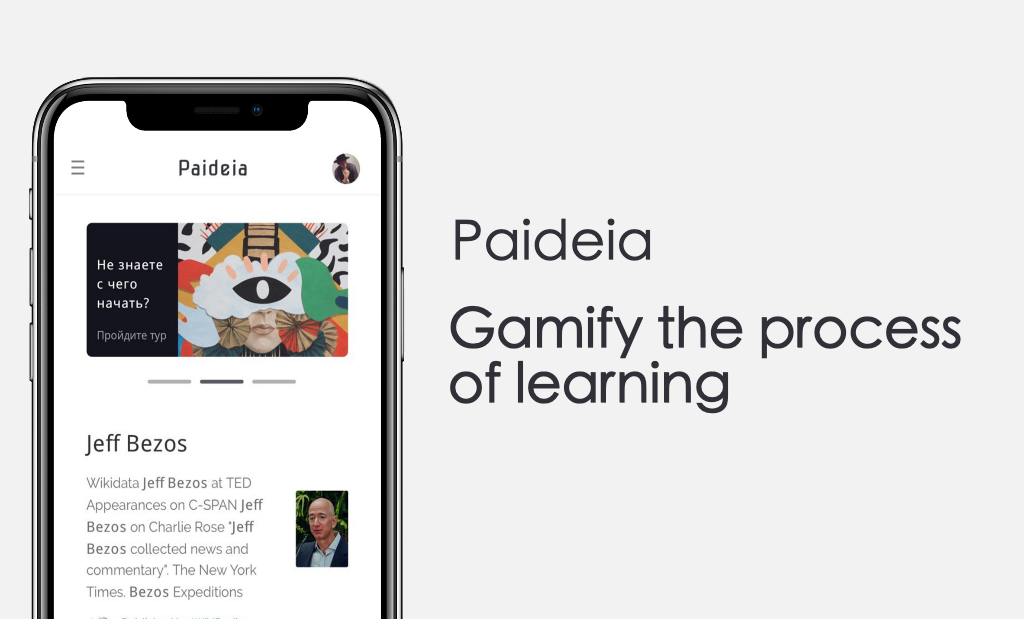 Paideia
Не знаете
с чего
начать?
Пройдите тур
Jeff Bezos
Wikidata Jeff Bezos at TED
Appearances on C-SPAN Jeff
Bezos on Charlie Rose "Jeff
Bezos collected news and
commentary". The New York
Times. Bezos Expeditions
Paideia
Gamify the process
of learning